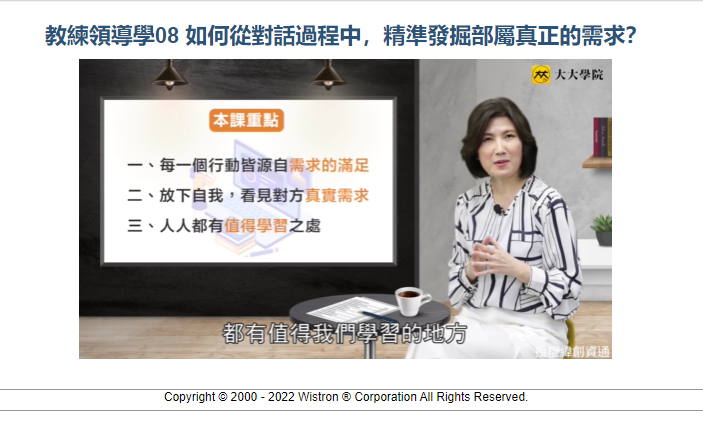 教練領導學08 如何從對話過程中，精準發掘部屬真正的需求?
大大學院
本課重點
一、每一個行動皆源自需求的滿足
二、放下自我，看見對方真實需求
三、人人都有值得學習之處
都有值得我們學習的地方
緯創資通
Copyright © 2000 - 2022 Wistron ® Corporation All Rights Reserved.